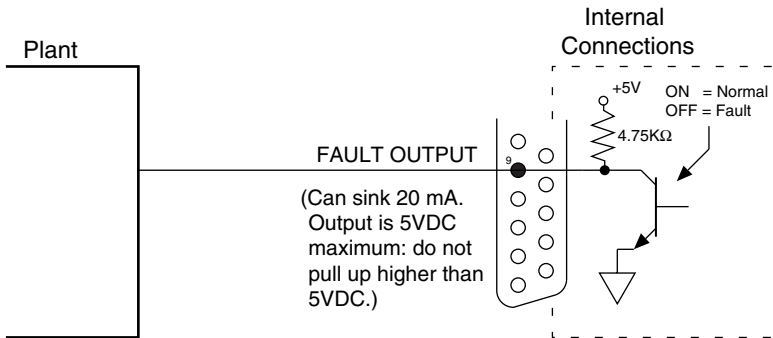 Internal
Connections
Plant
+5V
ON = Normal
OFF = Fault
4.75KΩ
FAULT OUTPUT
9
(Can sink 20 mA.
Output is 5VDC
maximum: do not
pull up higher than
5VDC.)